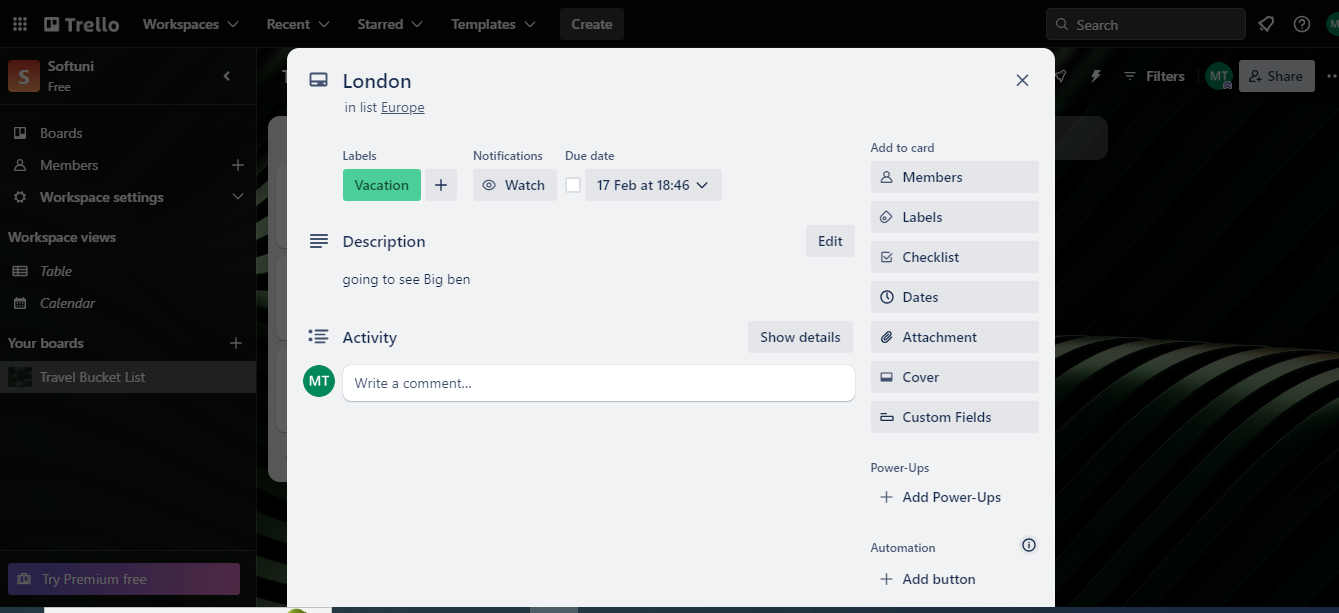 Trello
Workspaces
Recent
Starred
Templates
Create
Search
S
Softuni
Free
MT
Filters
Share
Boards
Members
Workspace settings
Workspace views
Table
Calendar
Your boards
Travel Bucket List
Try Premium free
London
in list Europe
Labels
Notifications
Due date
Vacation
Watch
17 Feb at 18:46
Description
Edit
going to see Big ben
Activity
Show details
MT
Write a comment…
Add to card
Members
Labels
Checklist
Dates
Attachment
Cover
Custom Fields
Power-Ups
Add Power-Ups
Automation
Add button